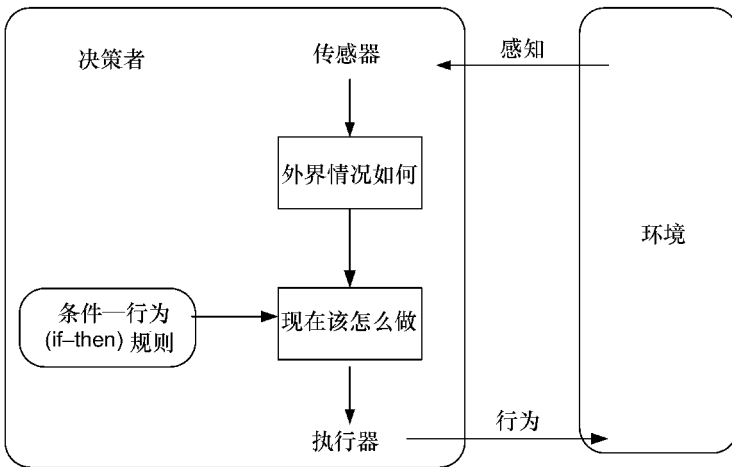 决策者
传感器
感知
外界情况如何
环境
条件—行为
(if–then) 规则
现在该怎么做
执行器
行为